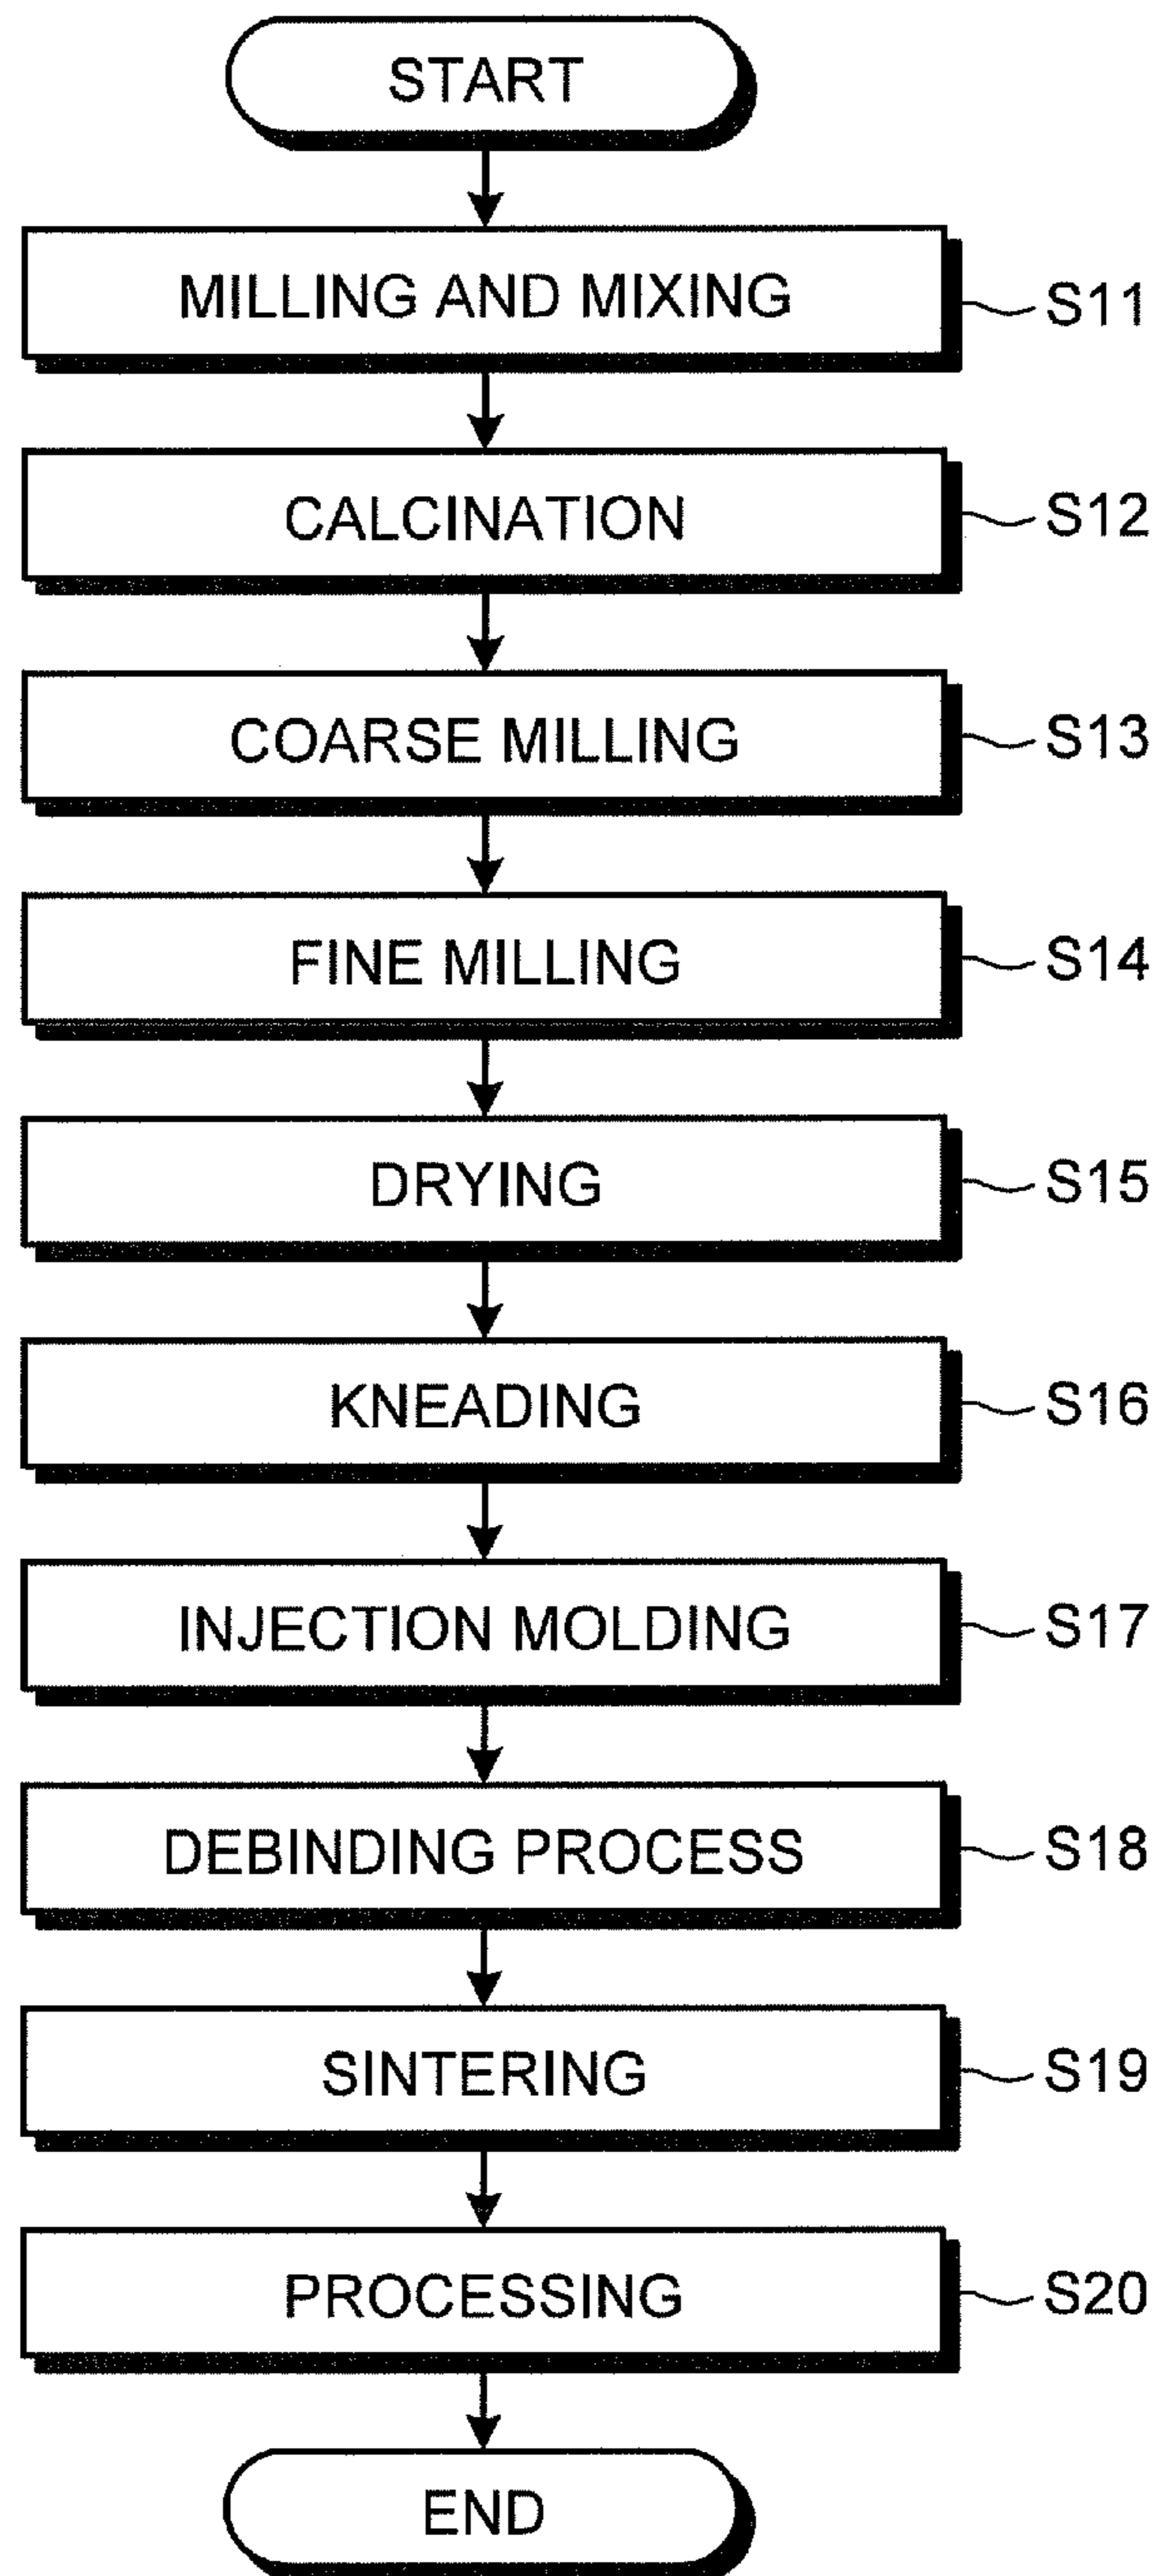 START
MILLING AND MIXING S11
CALCINATION S12
COARSE MILLING S13
FINE MILLING S14
DRYING S15
KNEADING S16
INJECTION MOLDING S17
DEBINDING PROCESS S18
SINTERING S19
PROCESSING S20
END